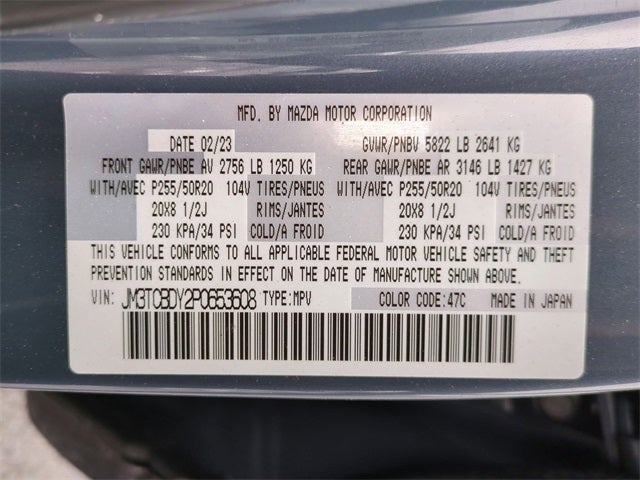 MFD. BY MAZDA MOTOR CORPORATION
DATE 02/23 GVWR/PNBV 5822 LB 2641 KG
FRONT GAWR/PNBE AV 2756 LB 1250 KG REAR GAWR/PNBE AR 3146 LB 1427 KG
WITH/AVEC P255/50R20 104V TIRES/PNEUS WITH/AVEC P255/50R20 104V TIRES/PNEUS
20X8 1/2J RIMS/JANTES 20X8 1/2J RIMS/JANTES
230 KPA/34 PSI COLD/A FROID 230 KPA/34 PSI COLD/A FROID
THIS VEHICLE CONFORMS TO ALL APPLICABLE FEDERAL MOTOR VEHICLE SAFETY AND THEFT
PREVENTION STANDARDS IN EFFECT ON THE DATE OF MANUFACTURE SHOWN ABOVE.
VIN: JM3TCBDY2P0653608 TYPE:MPV COLOR CODE:47C MADE IN JAPAN